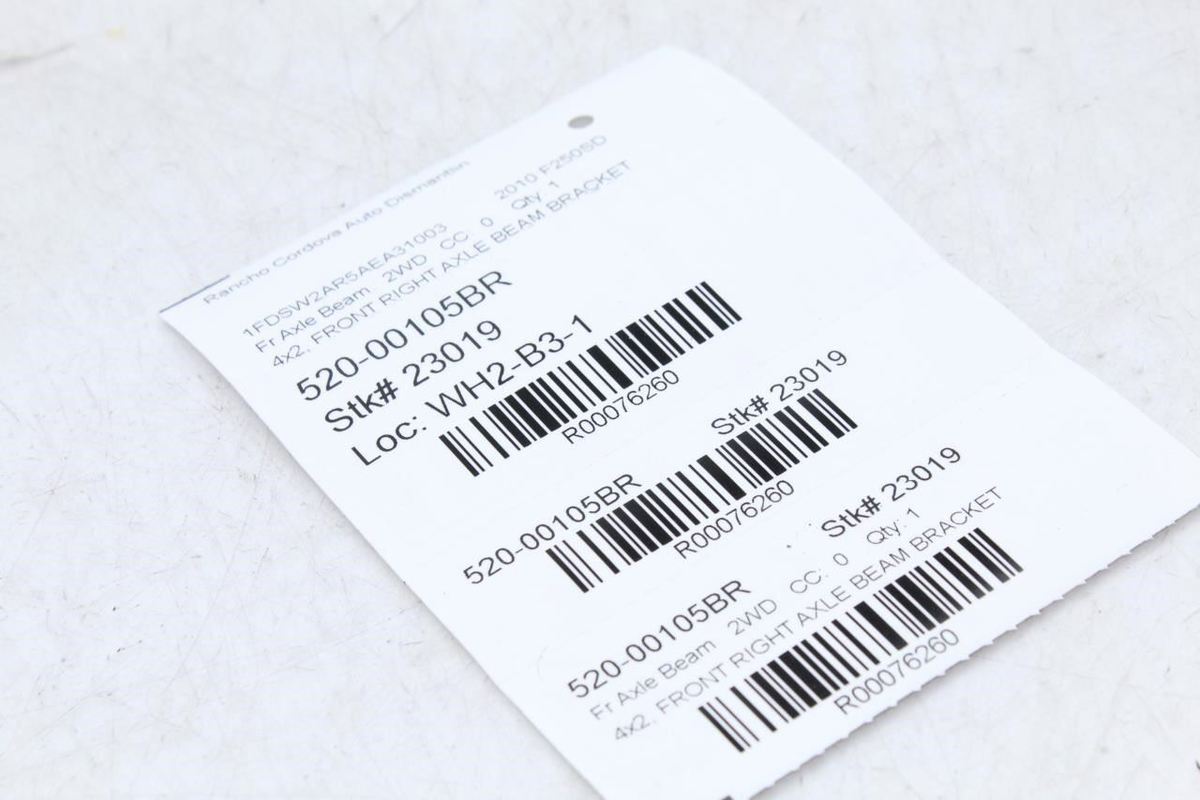 Rancho Cordova Auto Dismantlin
1FDSW2AR5AEA31003 2010 F250SD
Fr Axle Beam 2WD CC: 0 Qty 1
4x2, FRONT RIGHT AXLE BEAM BRACKET
520-00105BR
Stk# 23019
Loc: WH2-B3-1
R00076260
520-00105BR Stk# 23019
R00076260
520-00105BR Stk# 23019
Fr Axle Beam 2WD CC: 0 Qty: 1
4x2, FRONT RIGHT AXLE BEAM BRACKET
R00076260